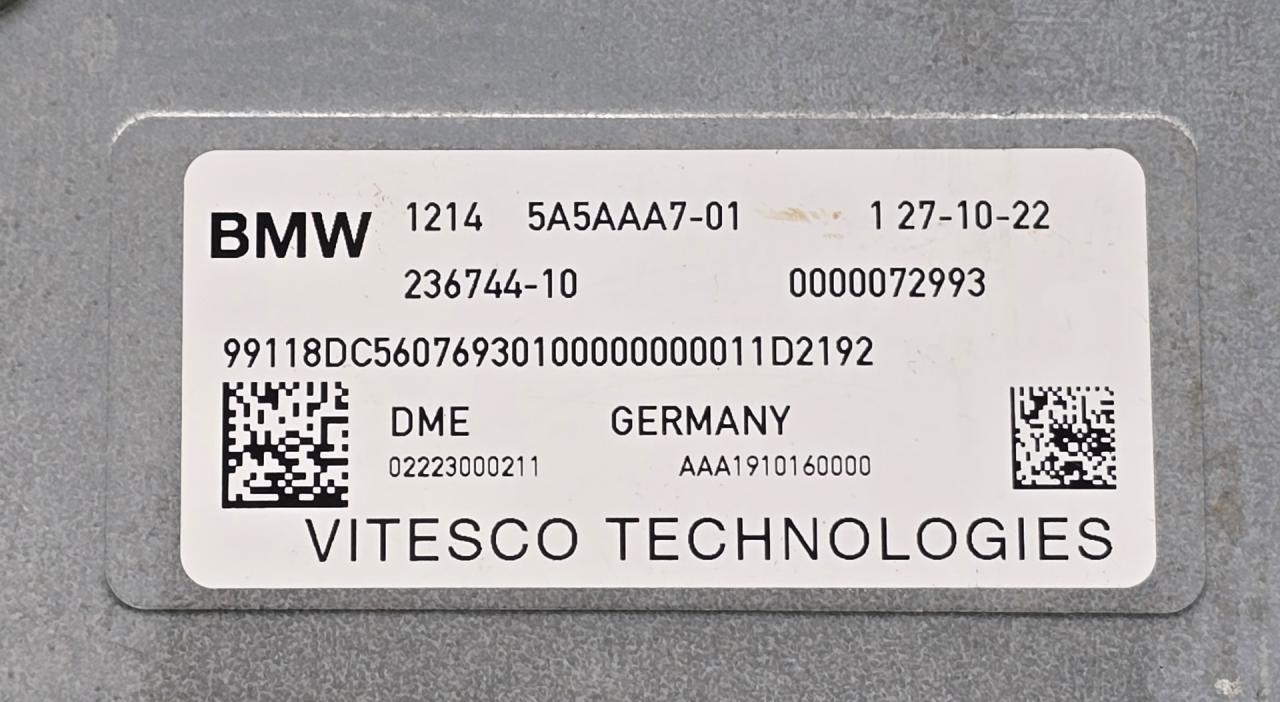 BMW 1214 5A5AAA7-01 1 27-10-22
236744-10 0000072993
99118DC56076930100000000011D2192
DME GERMANY
02223000211 AAA1910160000
VITESCO TECHNOLOGIES